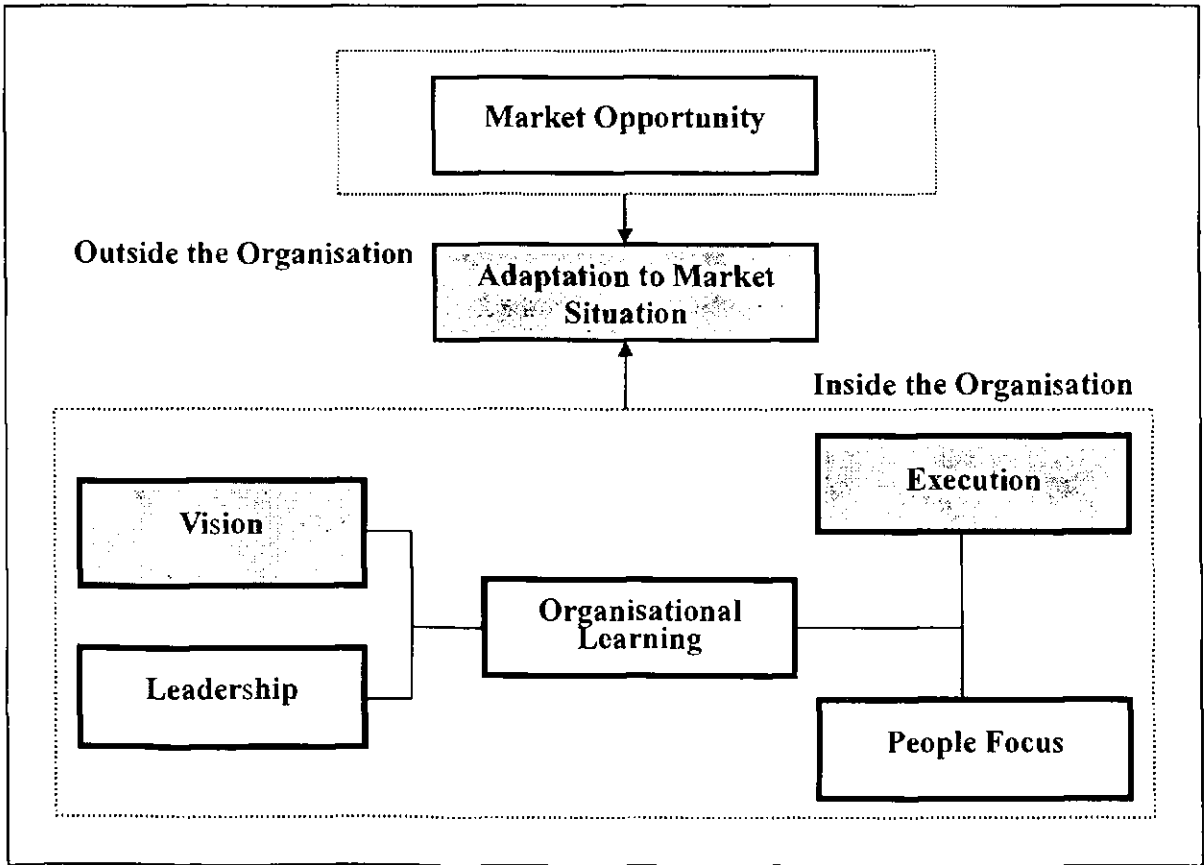 Market Opportunity
Outside the Organisation
Adaptation to Market
Situation
Inside the Organisation
Execution
Vision
Organisational
Learning
Leadership
People Focus